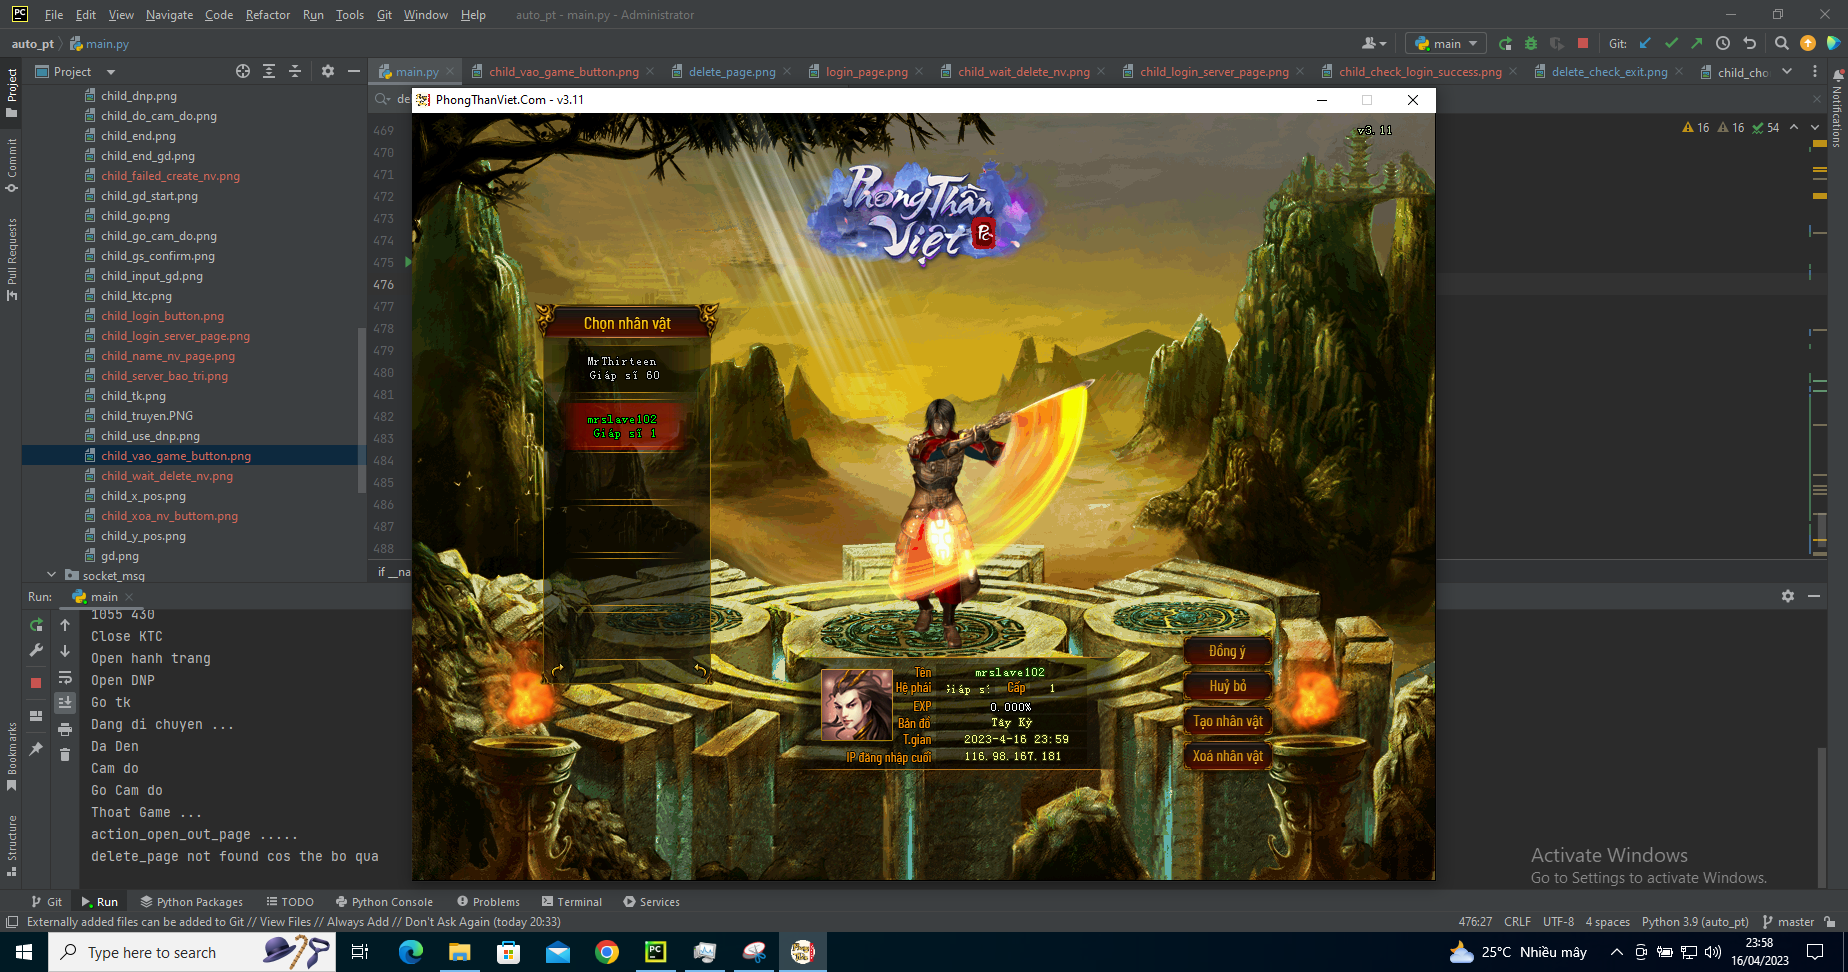 File Edit View Navigate Code Refactor Run Tools Git Window Help auto_pt - main.py - Administrator
auto_pt main.py
main
Git:
Project
main.py child_vao_game_button.png delete_page.png login_page.png child_wait_delete_nv.png child_login_server_page.png child_check_login_success.png delete_check_exit.png child_cho
Project
Commit
Pull Requests
Bookmarks
Structure
Notifications
child_dnp.png
child_do_cam_do.png
child_end.png
child_end_gd.png
child_failed_create_nv.png
child_gd_start.png
child_go.png
child_go_cam_do.png
child_gs_confirm.png
child_input_gd.png
child_ktc.png
child_login_button.png
child_login_server_page.png
child_name_nv_page.png
child_server_bao_tri.png
child_tk.png
child_truyen.PNG
child_use_dnp.png
child_vao_game_button.png
child_wait_delete_nv.png
child_x_pos.png
child_xoa_nv_buttom.png
child_y_pos.png
gd.png
socket_msg
de
469
470
471
472
473
474
475
476
477
478
479
480
481
482
483
484
485
486
487
488
if __na
16 16 54
PhongThanViet.Com - v3.11
v3.11
Phong Thần
Việt PC
Chọn nhân vật
MrThirteen
Giáp sĩ 60
mrslave102
Giáp sĩ 1
Tên mrslave102
Hệ phái Giáp sĩ Cấp 1
EXP 0.000%
Bản đồ Tây Kỳ
T.gian 2023-4-16 23:59
IP đăng nhập cuối 116.98.167.181
Đồng ý
Huỷ bỏ
Tạo nhân vật
Xoá nhân vật
Run: main
1055 430
Close KTC
Open hanh trang
Open DNP
Go tk
Dang di chuyen ...
Da Den
Cam do
Go Cam do
Thoat Game ...
action_open_out_page .....
delete_page not found cos the bo qua
Activate Windows
Go to Settings to activate Windows.
Git Run Python Packages TODO Python Console Problems Terminal Services
Externally added files can be added to Git // View Files // Always Add // Don't Ask Again (today 20:33)
476:27 CRLF UTF-8 4 spaces Python 3.9 (auto_pt) master
Type here to search
25°C Nhiều mây
23:58
16/04/2023